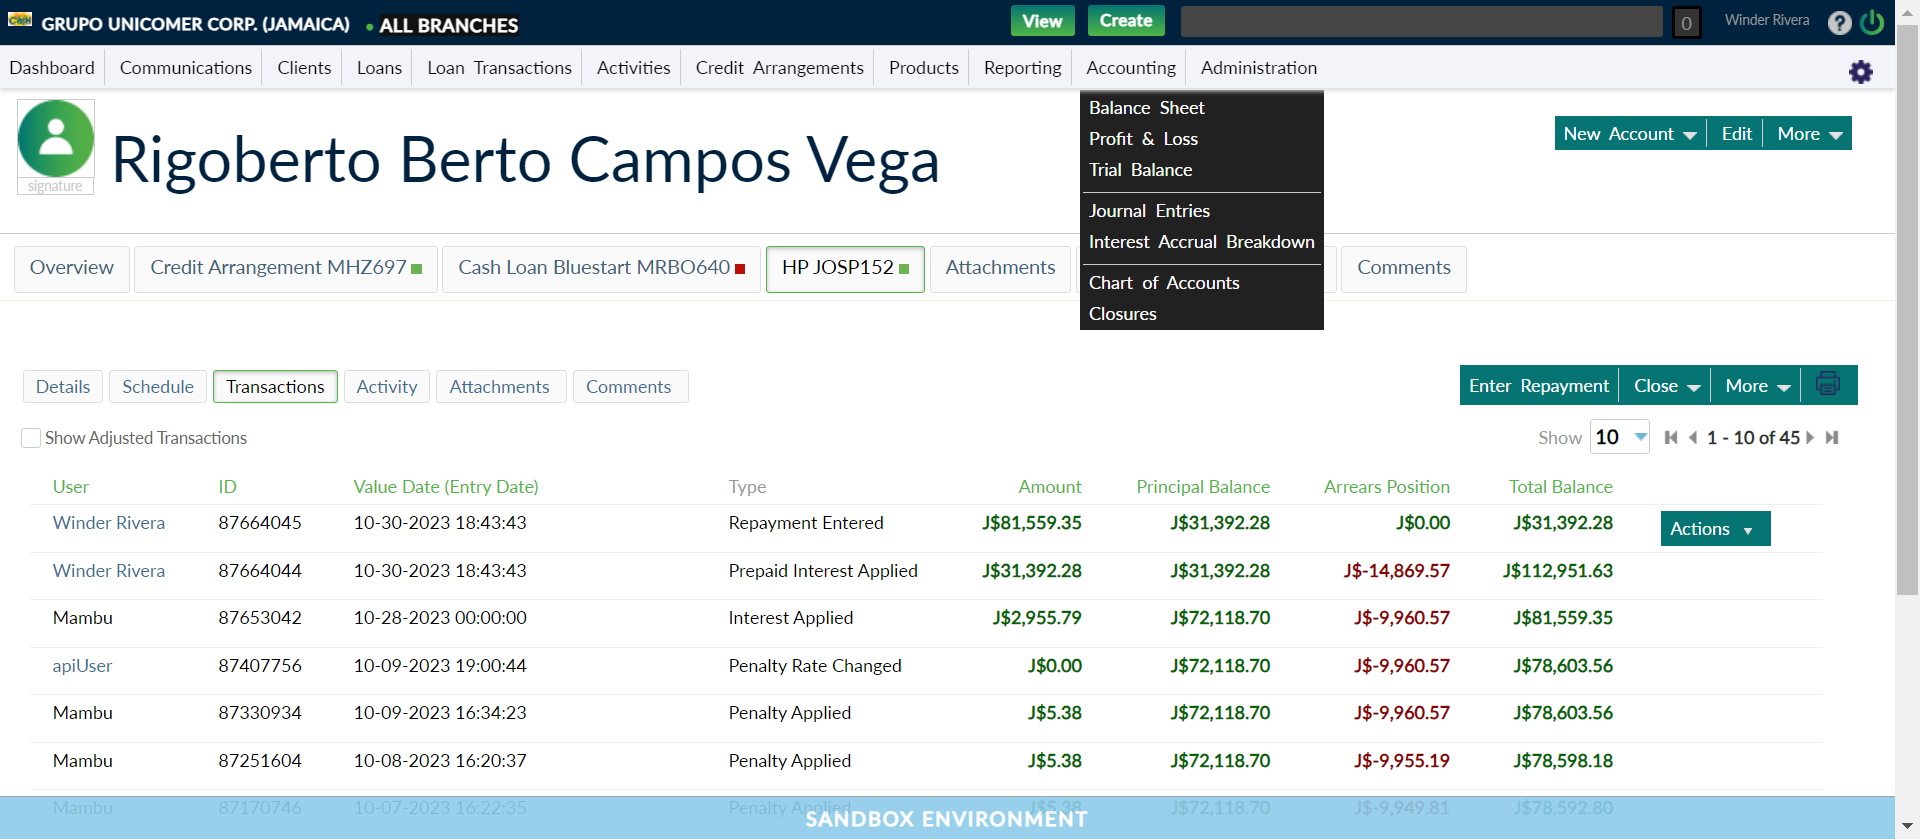 GRUPO UNICOMER CORP. (JAMAICA) ALL BRANCHES View Create 0 Winder Rivera ?
Dashboard Communications Clients Loans Loan Transactions Activities Credit Arrangements Products Reporting Accounting Administration
Balance Sheet
Profit & Loss
Trial Balance
Journal Entries
Interest Accrual Breakdown
Chart of Accounts
Closures
signature
Rigoberto Berto Campos Vega
New Account Edit More
Overview Credit Arrangement MHZ697 Cash Loan Bluestart MRBO640 HP JOSP152 Attachments Comments
Details Schedule Transactions Activity Attachments Comments
Enter Repayment Close More
Show Adjusted Transactions
Show 10 1 - 10 of 45
User ID Value Date (Entry Date) Type Amount Principal Balance Arrears Position Total Balance
Winder Rivera 87664045 10-30-2023 18:43:43 Repayment Entered J$81,559.35 J$31,392.28 J$0.00 J$31,392.28 Actions
Winder Rivera 87664044 10-30-2023 18:43:43 Prepaid Interest Applied J$31,392.28 J$31,392.28 J$-14,869.57 J$112,951.63
Mambu 87653042 10-28-2023 00:00:00 Interest Applied J$2,955.79 J$72,118.70 J$-9,960.57 J$81,559.35
apiUser 87407756 10-09-2023 19:00:44 Penalty Rate Changed J$0.00 J$72,118.70 J$-9,960.57 J$78,603.56
Mambu 87330934 10-09-2023 16:34:23 Penalty Applied J$5.38 J$72,118.70 J$-9,960.57 J$78,603.56
Mambu 87251604 10-08-2023 16:20:37 Penalty Applied J$5.38 J$72,118.70 J$-9,955.19 J$78,598.18
Mambu 87170746 10-07-2023 16:22:35 Penalty Applied J$5.38 J$72,118.70 J$-9,949.81 J$78,592.80
SANDBOX ENVIRONMENT